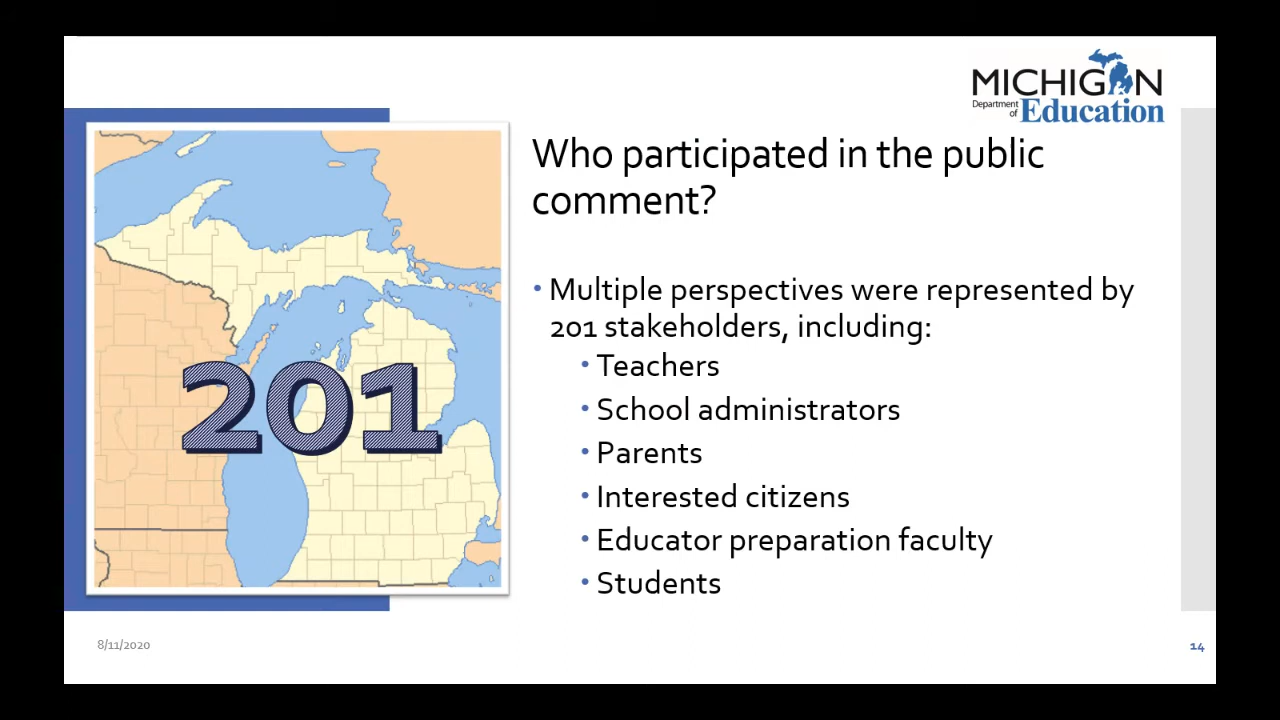 MICHIGAN
Department of Education
Who participated in the public
comment?
• Multiple perspectives were represented by
201 stakeholders, including:
• Teachers
• School administrators
• Parents
• Interested citizens
• Educator preparation faculty
• Students
201
8/11/2020
14